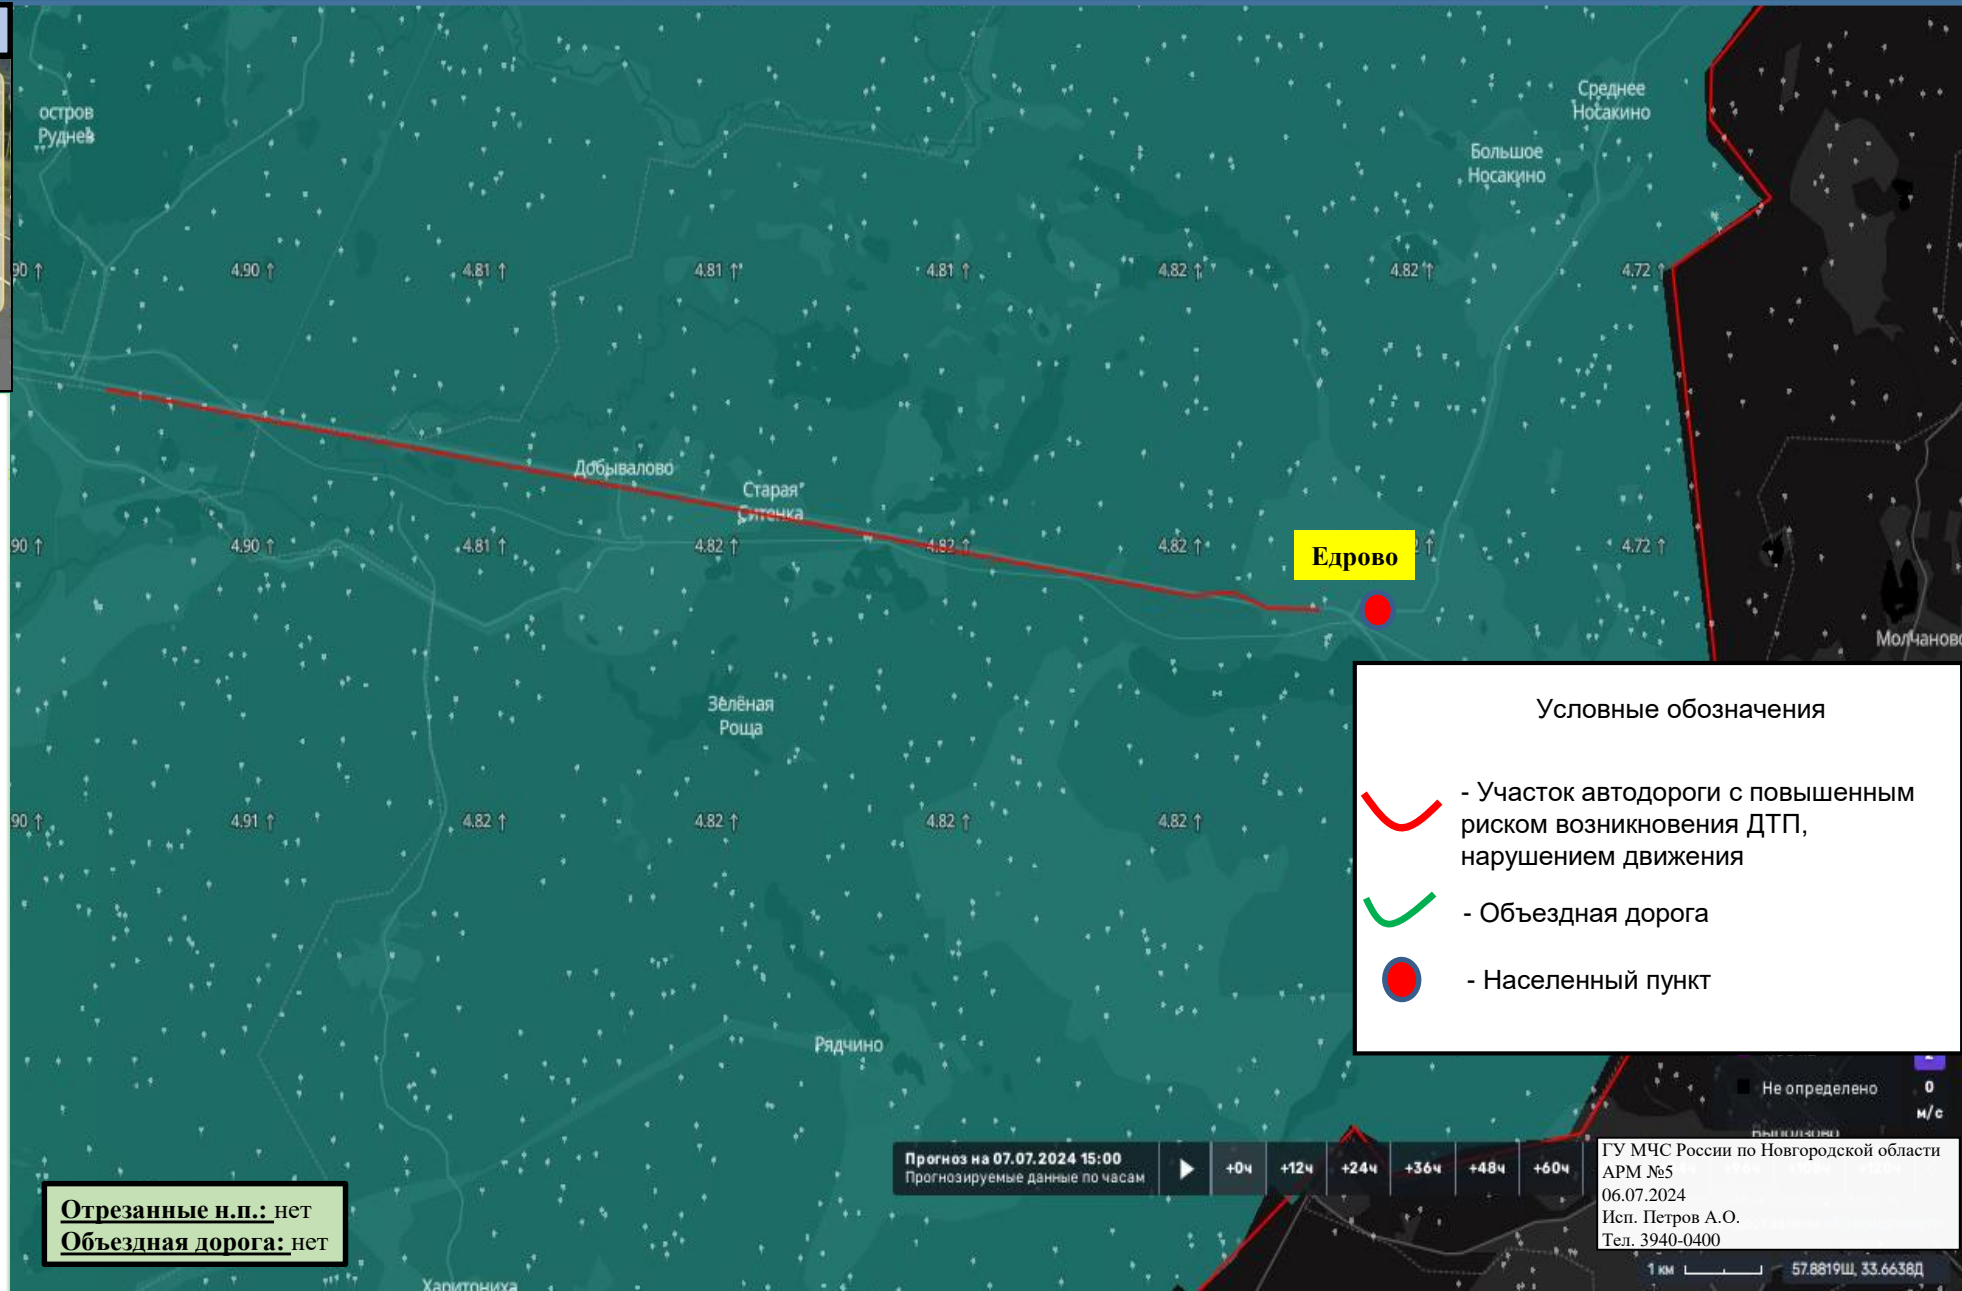 остров
Руднев
Среднее
Носакино
Большое
Носакино
90 ↑
4.90 ↑
4.81 ↑
4.81 ↑
4.81 ↑
4.82 ↑
4.82 ↑
4.72 ↑
Добывалово
Старая
Ситенка
90 ↑
4.90 ↑
4.81 ↑
4.82 ↑
4.82 ↑
4.82 ↑
Едрово
4.72 ↑
Молчаново
Зелёная
Роща
Условные обозначения
- Участок автодороги с повышенным
риском возникновения ДТП,
нарушением движения
- Объездная дорога
- Населенный пункт
90 ↑
4.91 ↑
4.82 ↑
4.82 ↑
4.82 ↑
4.82 ↑
Рядчино
Не определено 0
м/с
Прогноз на 07.07.2024 15:00
Прогнозируемые данные по часам
+0ч +12ч +24ч +36ч +48ч +60ч
ГУ МЧС России по Новгородской области
АРМ №5
06.07.2024
Исп. Петров А.О.
Тел. 3940-0400
Отрезанные н.п.: нет
Объездная дорога: нет
Харитониха
1 км
57.8819Ш, 33.6638Д